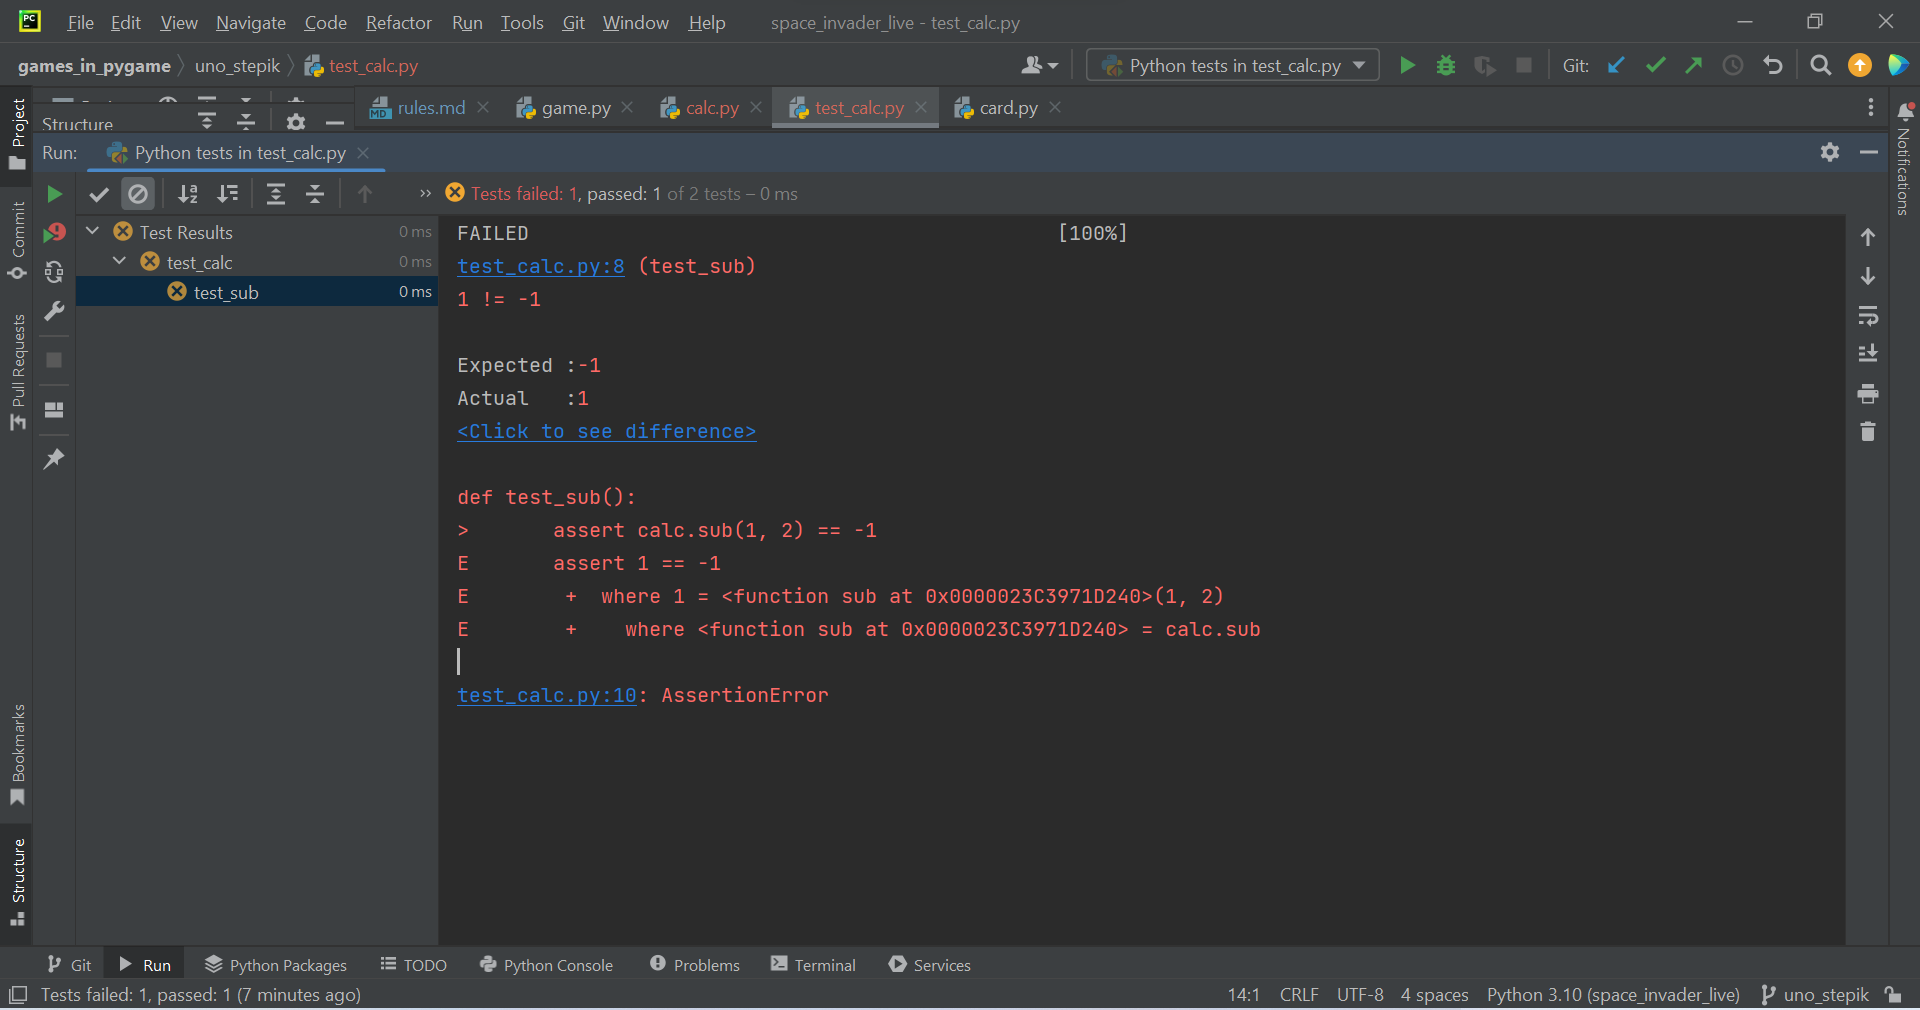 PC
File Edit View Navigate Code Refactor Run Tools Git Window Help space_invader_live - test_calc.py
games_in_pygame uno_stepik test_calc.py
Python tests in test_calc.py
Git:
Project
Commit
Pull Requests
Bookmarks
Structure
Structure
MD rules.md game.py calc.py test_calc.py card.py
Notifications
Run: Python tests in test_calc.py
Tests failed: 1, passed: 1 of 2 tests – 0 ms
Test Results 0 ms
test_calc 0 ms
test_sub 0 ms
FAILED [100%]
test_calc.py:8 (test_sub)
1 != -1
Expected :-1
Actual   :1
<Click to see difference>
def test_sub():
>       assert calc.sub(1, 2) == -1
E       assert 1 == -1
E        +  where 1 = <function sub at 0x0000023C3971D240>(1, 2)
E        +    where <function sub at 0x0000023C3971D240> = calc.sub
test_calc.py:10: AssertionError
Git Run Python Packages TODO Python Console Problems Terminal Services
Tests failed: 1, passed: 1 (7 minutes ago) 14:1 CRLF UTF-8 4 spaces Python 3.10 (space_invader_live) uno_stepik